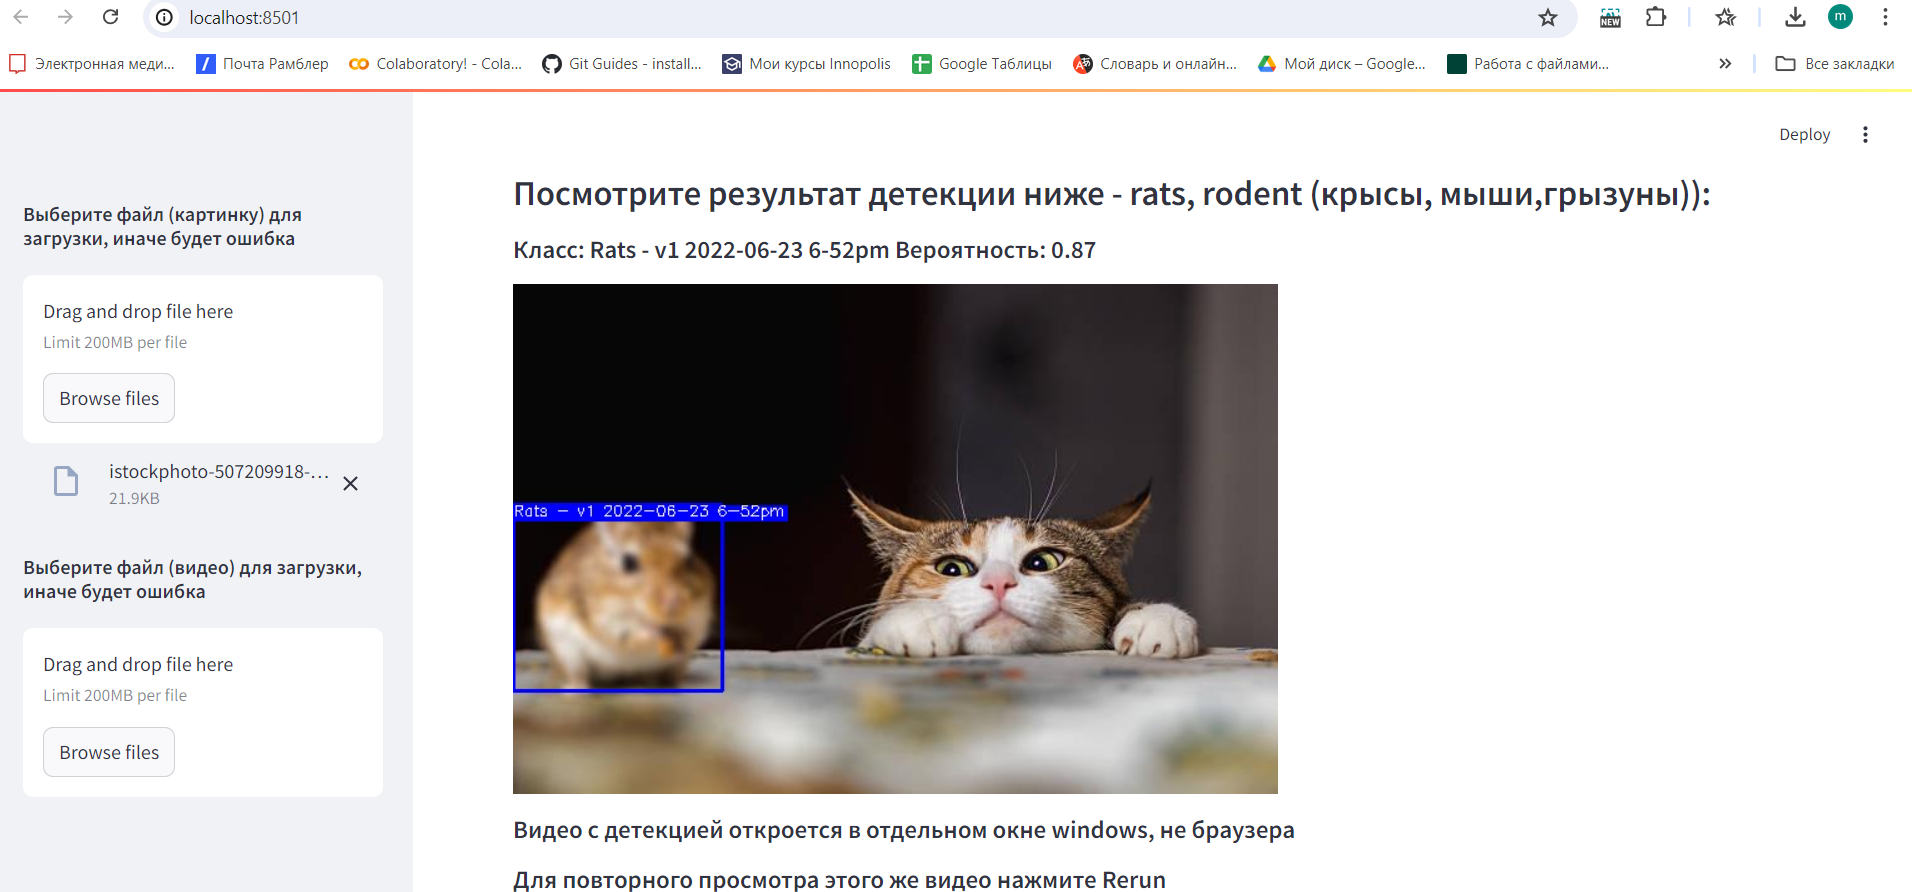 localhost:8501
NEW
m
Электронная меди...
Почта Рамблер
Colaboratory! - Cola...
Git Guides - install...
Мои курсы Innopolis
Google Таблицы
Словарь и онлайн...
Мой диск – Google...
Работа с файлами...
Все закладки
Deploy
Выберите файл (картинку) для
загрузки, иначе будет ошибка
Drag and drop file here
Limit 200MB per file
Browse files
istockphoto-507209918-...
21.9KB
Выберите файл (видео) для загрузки,
иначе будет ошибка
Drag and drop file here
Limit 200MB per file
Browse files
Посмотрите результат детекции ниже - rats, rodent (крысы, мыши,грызуны)):
Класс: Rats - v1 2022-06-23 6-52pm Вероятность: 0.87
Rats - v1 2022-06-23 6-52pm
Видео с детекцией откроется в отдельном окне windows, не браузера
Для повторного просмотра этого же видео нажмите Rerun